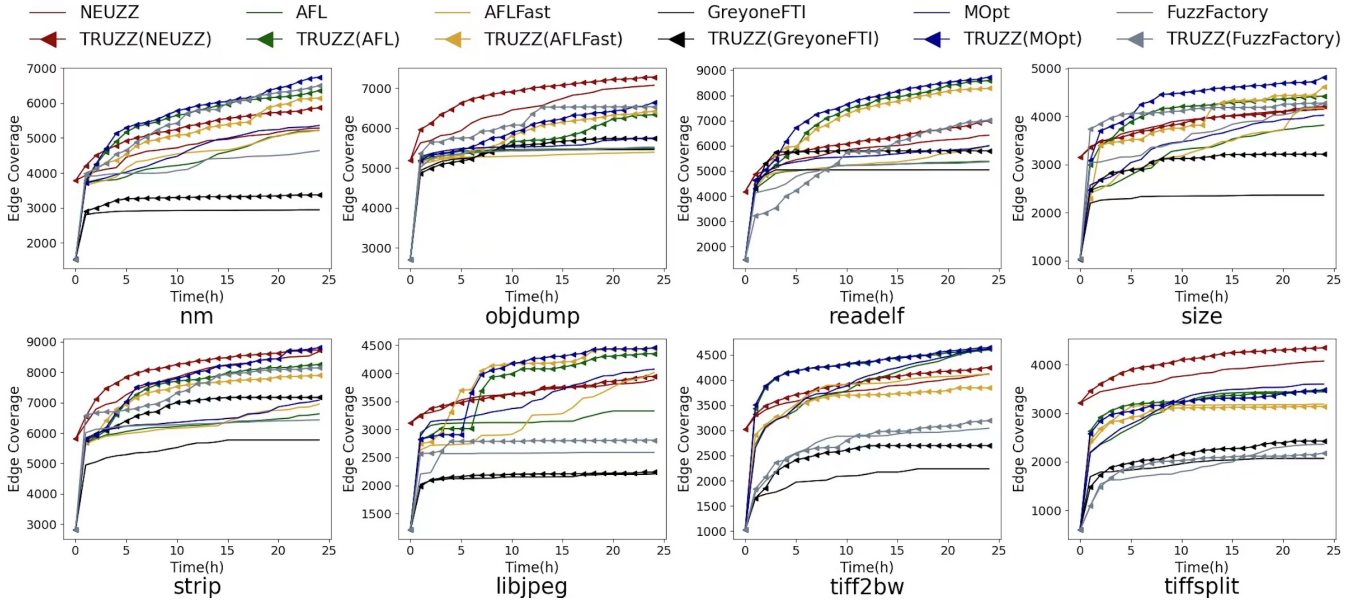 NEUZZ AFL AFLFast GreyoneFTI MOpt FuzzFactory
TRUZZ(NEUZZ) TRUZZ(AFL) TRUZZ(AFLFast) TRUZZ(GreyoneFTI) TRUZZ(MOpt) TRUZZ(FuzzFactory)
Edge Coverage
7000
6000
5000
4000
3000
2000
0 5 10 15 20 25
Time(h)
nm
Edge Coverage
7000
6000
5000
4000
3000
0 5 10 15 20 25
Time(h)
objdump
Edge Coverage
9000
8000
7000
6000
5000
4000
3000
2000
0 5 10 15 20 25
Time(h)
readelf
Edge Coverage
5000
4000
3000
2000
1000
0 5 10 15 20 25
Time(h)
size
Edge Coverage
9000
8000
7000
6000
5000
4000
3000
0 5 10 15 20 25
Time(h)
strip
Edge Coverage
4500
4000
3500
3000
2500
2000
1500
0 5 10 15 20 25
Time(h)
libjpeg
Edge Coverage
4500
4000
3500
3000
2500
2000
1500
1000
0 5 10 15 20 25
Time(h)
tiff2bw
Edge Coverage
4000
3000
2000
1000
0 5 10 15 20 25
Time(h)
tiffsplit